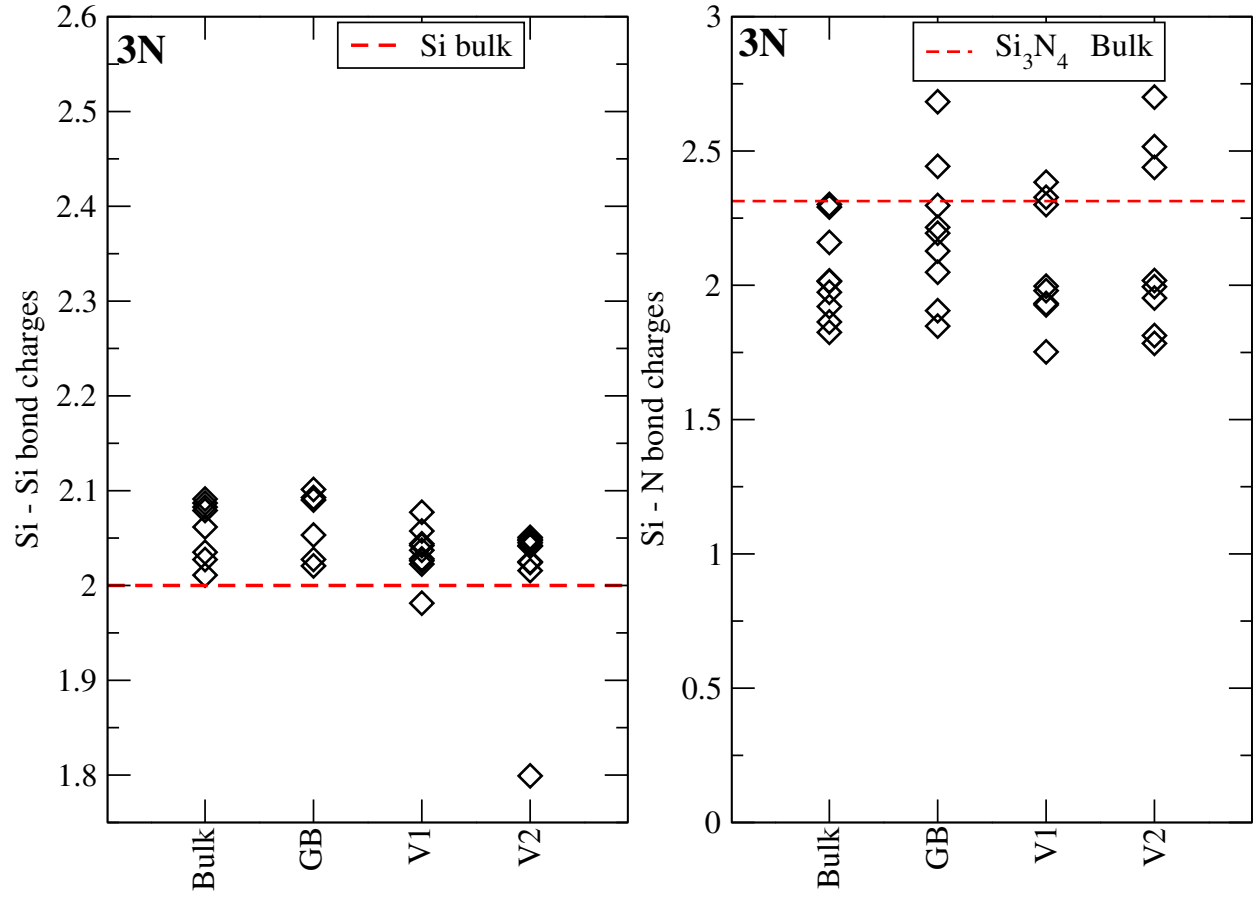 3N
Si bulk
2.6
2.5
2.4
2.3
2.2
2.1
2
1.9
1.8
Si - Si bond charges
Bulk
GB
V1
V2
3N
Si₃N₄ Bulk
3
2.5
2
1.5
1
0.5
0
Si - N bond charges
Bulk
GB
V1
V2